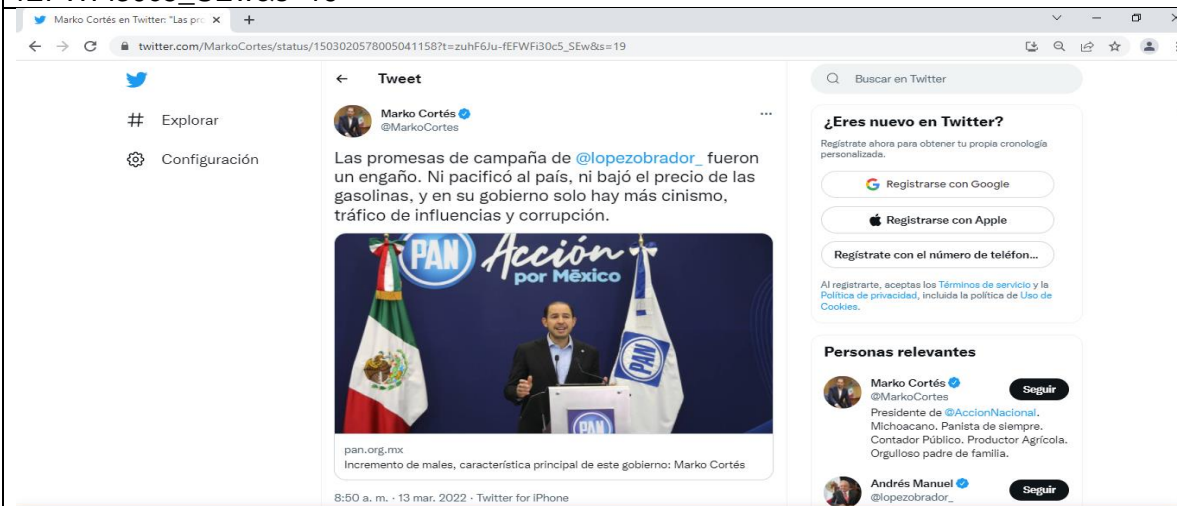 Marko Cortés en Twitter: "Las pro
twitter.com/MarkoCortes/status/1503020578005041158?t=zuhF6Ju-fEFWFi30c5_SEw&s=19
Explorar
Configuración
Tweet
Marko Cortés
@MarkoCortes
Las promesas de campaña de @lopezobrador_ fueron
un engaño. Ni pacificó al país, ni bajó el precio de las
gasolinas, y en su gobierno solo hay más cinismo,
tráfico de influencias y corrupción.
PAN Acción
por México
PAN
PAN
pan.org.mx
Incremento de males, característica principal de este gobierno: Marko Cortés
8:50 a. m. · 13 mar. 2022 · Twitter for iPhone
Buscar en Twitter
¿Eres nuevo en Twitter?
Regístrate ahora para obtener tu propia cronología
personalizada.
Registrarse con Google
Registrarse con Apple
Regístrate con el número de teléfon...
Al registrarte, aceptas los Términos de servicio y la
Política de privacidad, incluida la política de Uso de
Cookies.
Personas relevantes
Marko Cortés
@MarkoCortes
Seguir
Presidente de @AccionNacional.
Michoacano. Panista de siempre.
Contador Público. Productor Agrícola.
Orgulloso padre de familia.
Andrés Manuel
@lopezobrador_
Seguir